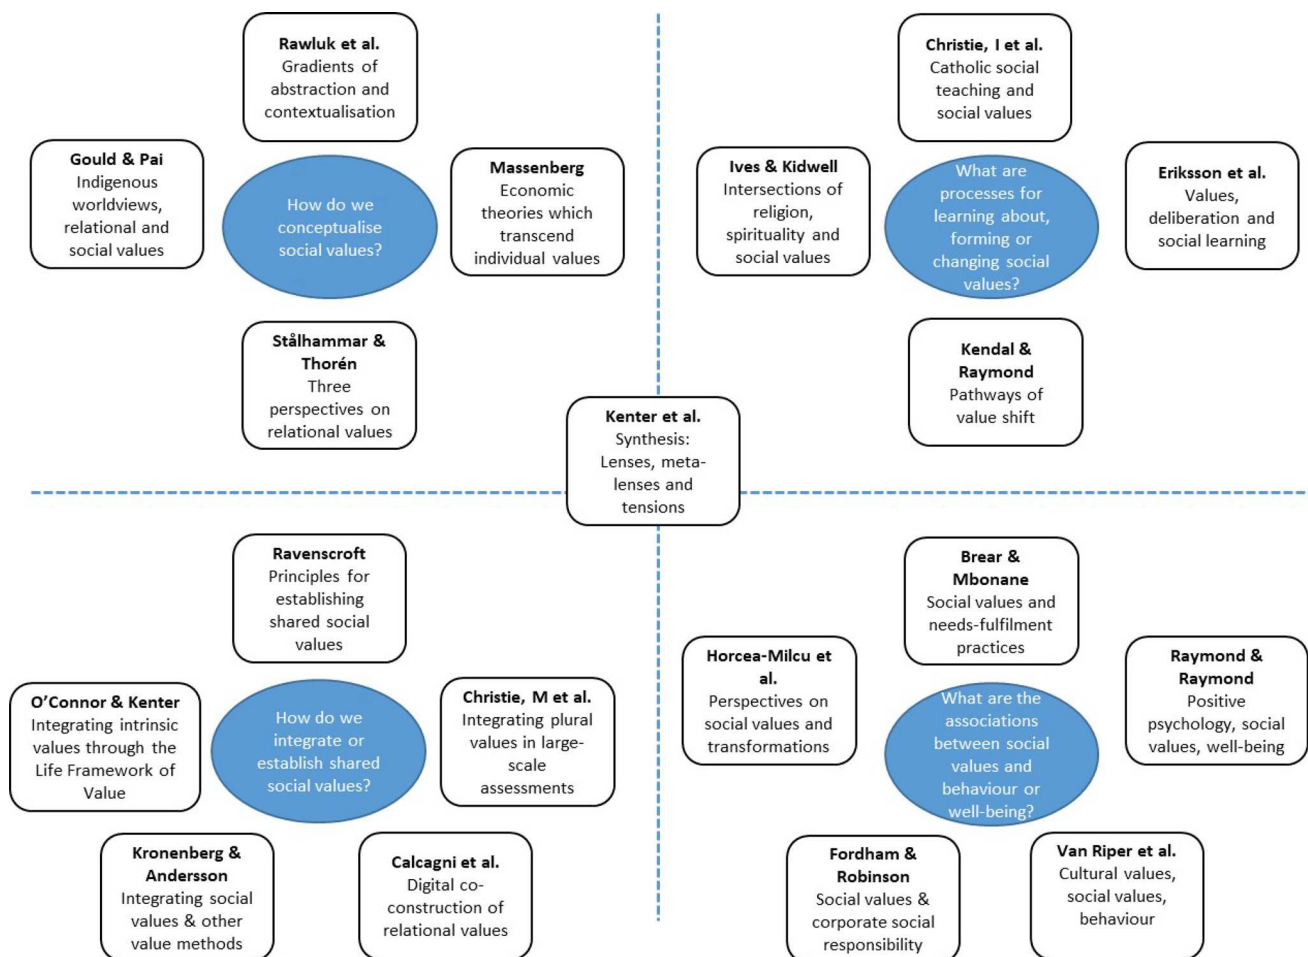 Rawluk et al.
Gradients of
abstraction and
contextualisation
Gould & Pai
Indigenous
worldviews,
relational and
social values
How do we
conceptualise
social values?
Massenberg
Economic
theories which
transcend
individual values
Stålhammar &
Thorén
Three
perspectives on
relational values
Christie, I et al.
Catholic social
teaching and
social values
Ives & Kidwell
Intersections of
religion,
spirituality and
social values
What are
processes for
learning about,
forming or
changing social
values?
Eriksson et al.
Values,
deliberation and
social learning
Kendal &
Raymond
Pathways of
value shift
Kenter et al.
Synthesis:
Lenses, meta-
lenses and
tensions
Ravenscroft
Principles for
establishing
shared social
values
O'Connor & Kenter
Integrating intrinsic
values through the
Life Framework of
Value
How do we
integrate or
establish shared
social values?
Christie, M et al.
Integrating plural
values in large-
scale
assessments
Kronenberg &
Andersson
Integrating social
values & other
value methods
Calcagni et al.
Digital co-
construction of
relational values
Brear &
Mbonane
Social values and
needs-fulfilment
practices
Horcea-Milcu et
al.
Perspectives on
social values and
transformations
What are the
associations
between social
values and
behaviour or
well-being?
Raymond &
Raymond
Positive
psychology, social
values, well-being
Fordham &
Robinson
Social values &
corporate social
responsibility
Van Riper et al.
Cultural values,
social values,
behaviour